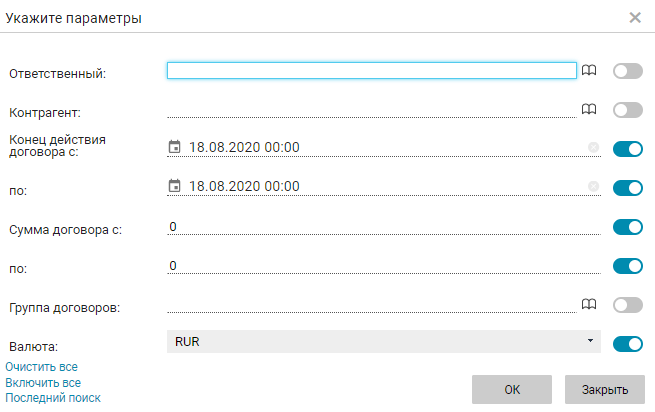 Укажите параметры
Ответственный:
Контрагент:
Конец действия
договора с:
18.08.2020 00:00
по:
18.08.2020 00:00
Сумма договора с:
0
по:
0
Группа договоров:
Валюта:
RUR
Очистить все
Включить все
Последний поиск
ОК
Закрыть